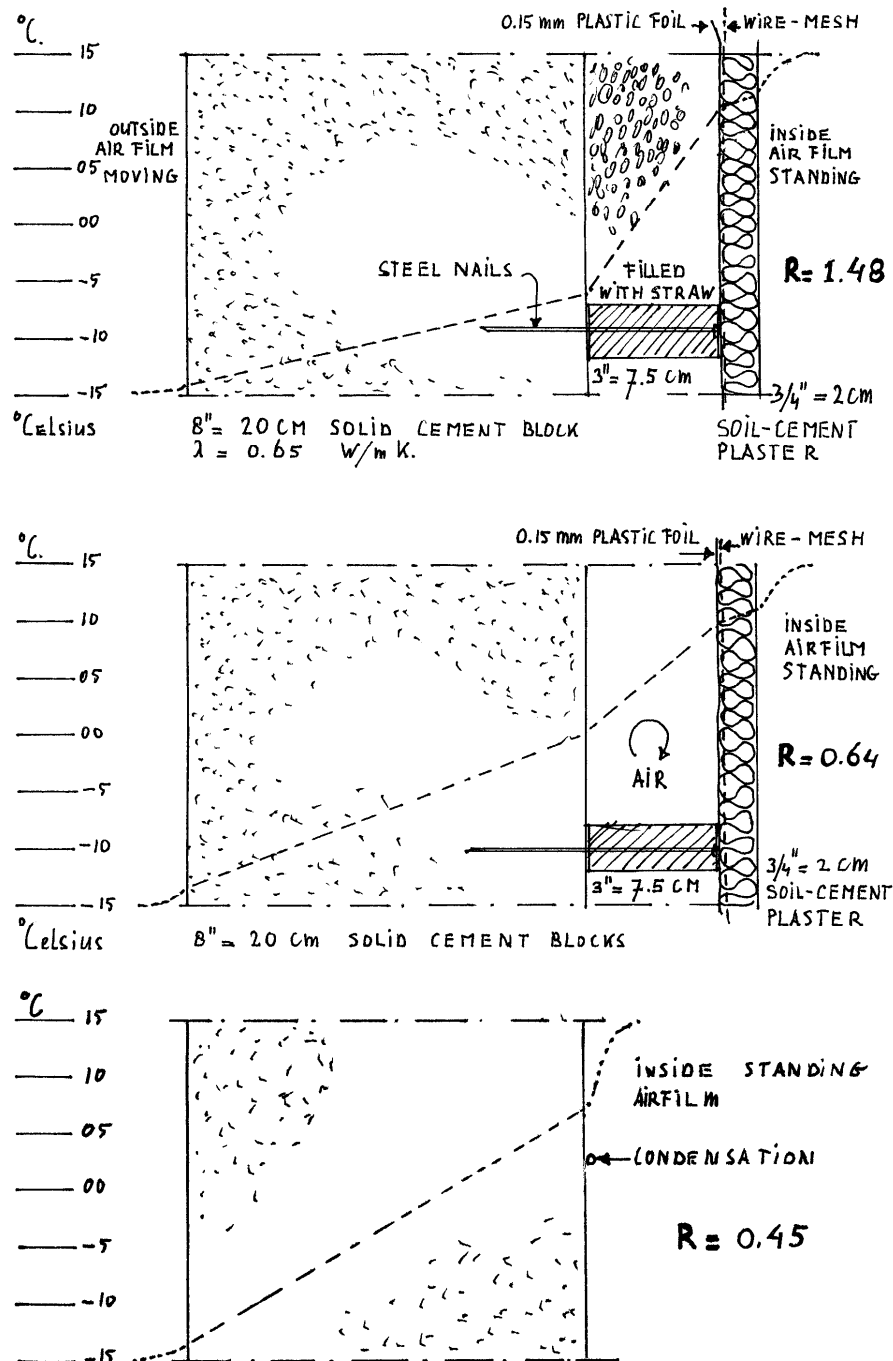 °C.
0.15 mm PLASTIC FOIL
WIRE-MESH
15
10
05
00
-5
-10
-15
OUTSIDE
AIR FILM
MOVING
INSIDE
AIR FILM
STANDING
STEEL NAILS
FILLED
WITH STRAW
R= 1.48
3"= 7.5 cm
3/4" = 2cm
°Celsius
8"= 20 CM SOLID CEMENT BLOCK
λ = 0.65 W/m K.
SOIL-CEMENT
PLASTER
°C.
0.15 mm PLASTIC FOIL
WIRE-MESH
15
10
05
00
-5
-10
-15
INSIDE
AIRFILM
STANDING
AIR
R= 0.64
3"= 7.5 CM
3/4"= 2 cm
SOIL-CEMENT
PLASTER
°Celsius
8"= 20 Cm SOLID CEMENT BLOCKS
°C
15
10
05
00
-5
-10
-15
INSIDE STANDING
AIRFILM
CONDENSATION
R= 0.45